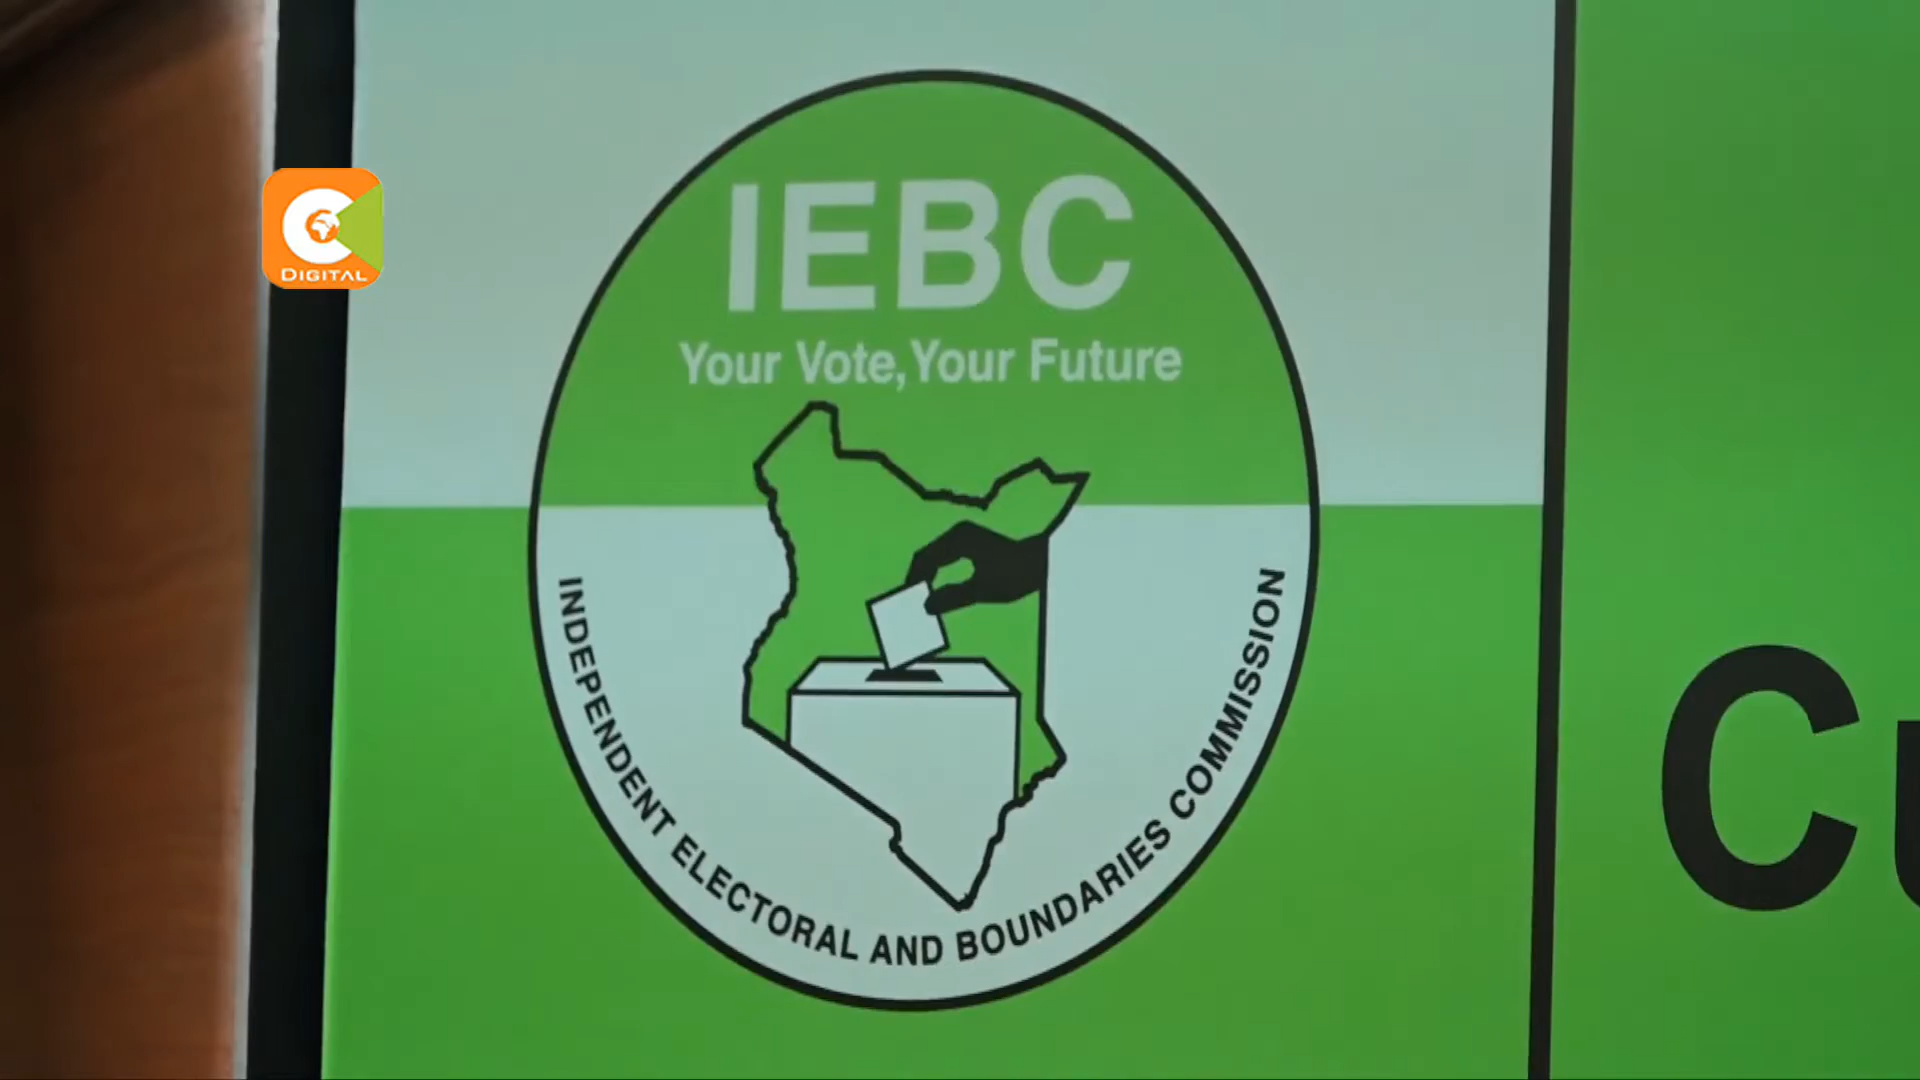 DIGITAL
IEBC
Your Vote, Your Future
INDEPENDENT ELECTORAL AND BOUNDARIES COMMISSION